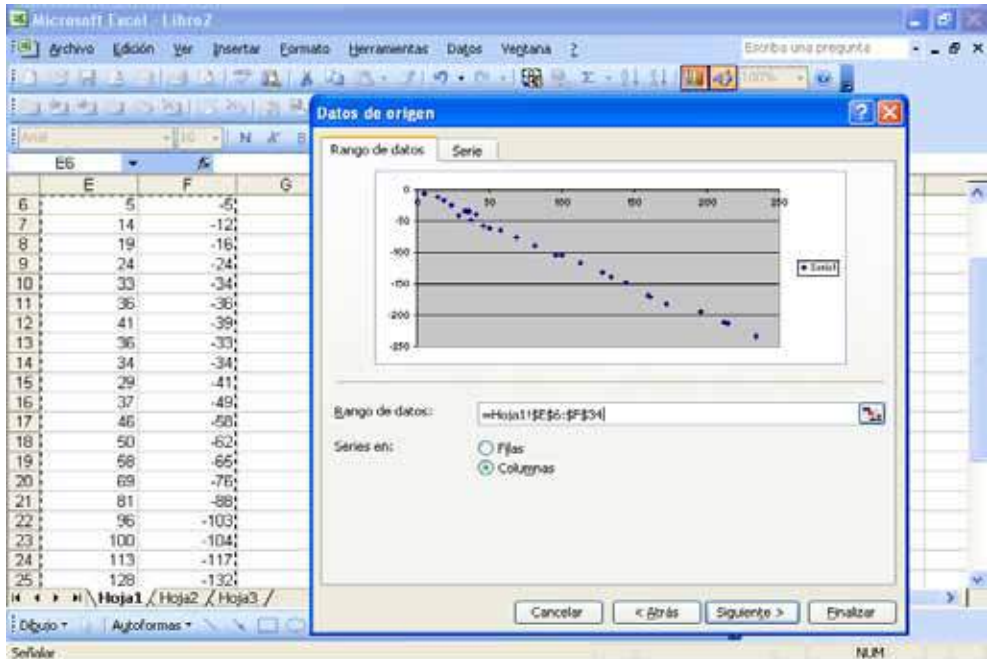 Microsoft Excel - Libro2
Archivo Edición Ver Insertar Formato Herramientas Datos Ventana ? Escriba una pregunta
100%
Arial 10 N K
E6 fx
E F G
6 5 -5
7 14 -12
8 19 -16
9 24 -24
10 33 -34
11 36 -36
12 41 -39
13 36 -33
14 34 -34
15 29 -41
16 37 -49
17 46 -58
18 50 -62
19 58 -65
20 69 -76
21 81 -88
22 96 -103
23 100 -104
24 113 -117
25 128 -132
Hoja1 / Hoja2 / Hoja3 /
Dibujo Autoformas
Señalar NUM
Datos de origen
Rango de datos Serie
0 50 100 150 200 250
-50
-100
-150
-200
-250
Serie1
Rango de datos: =Hoja1!$E$6:$F$34
Series en: Filas
Columnas
Cancelar < Atrás Siguiente > Finalizar